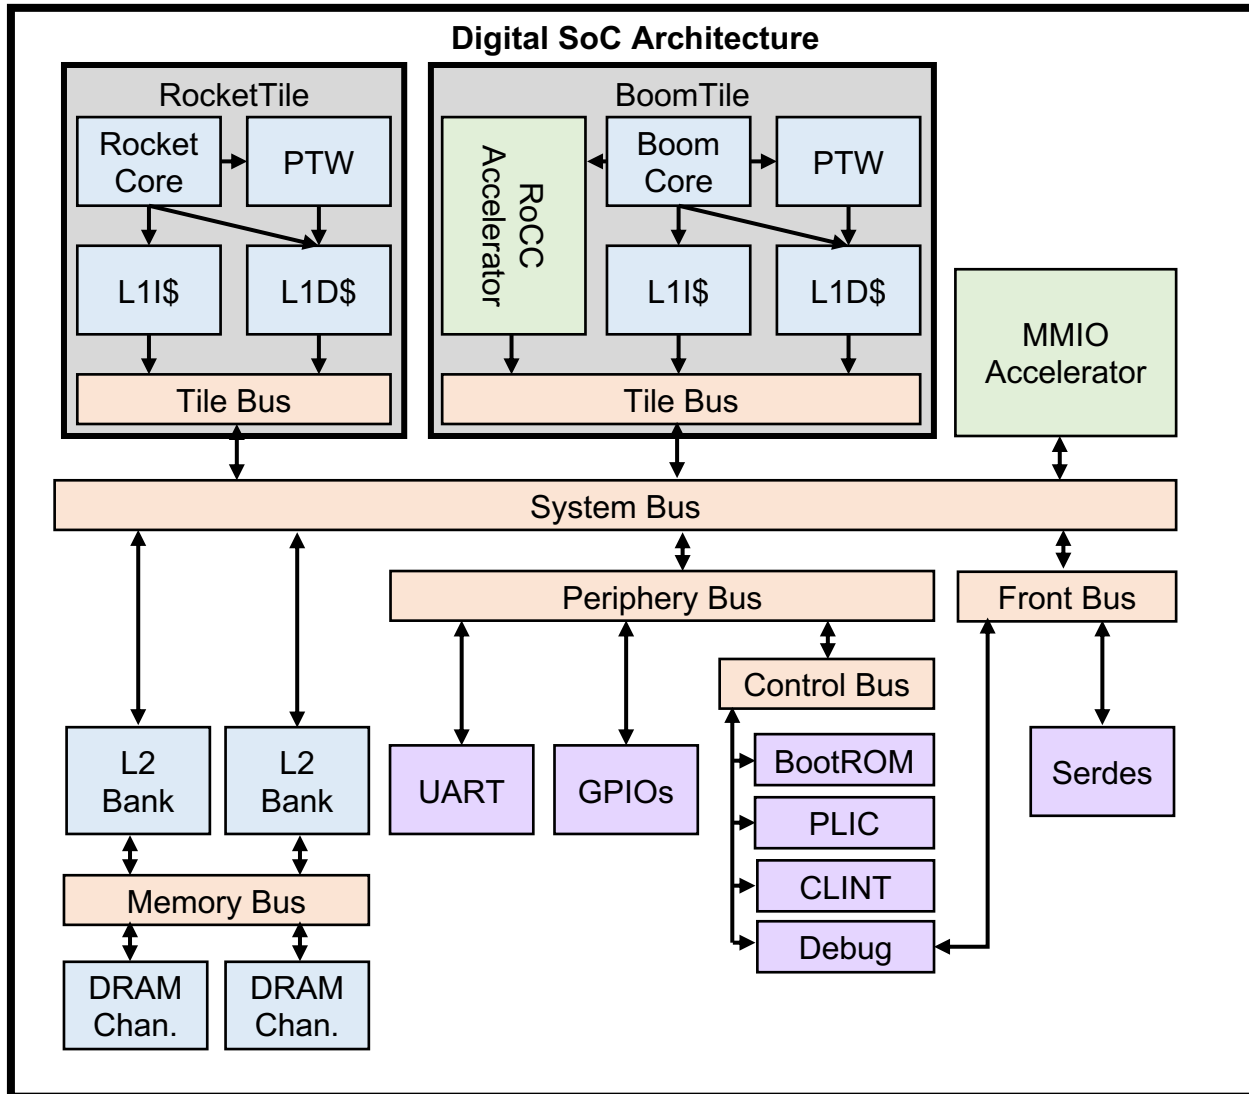 Digital SoC Architecture
RocketTile
Rocket
Core
PTW
L1I$
L1D$
Tile Bus
BoomTile
RoCC
Accelerator
Boom
Core
PTW
L1I$
L1D$
Tile Bus
MMIO
Accelerator
System Bus
Periphery Bus
Front Bus
Control Bus
L2
Bank
L2
Bank
UART
GPIOs
BootROM
PLIC
CLINT
Debug
Serdes
Memory Bus
DRAM
Chan.
DRAM
Chan.